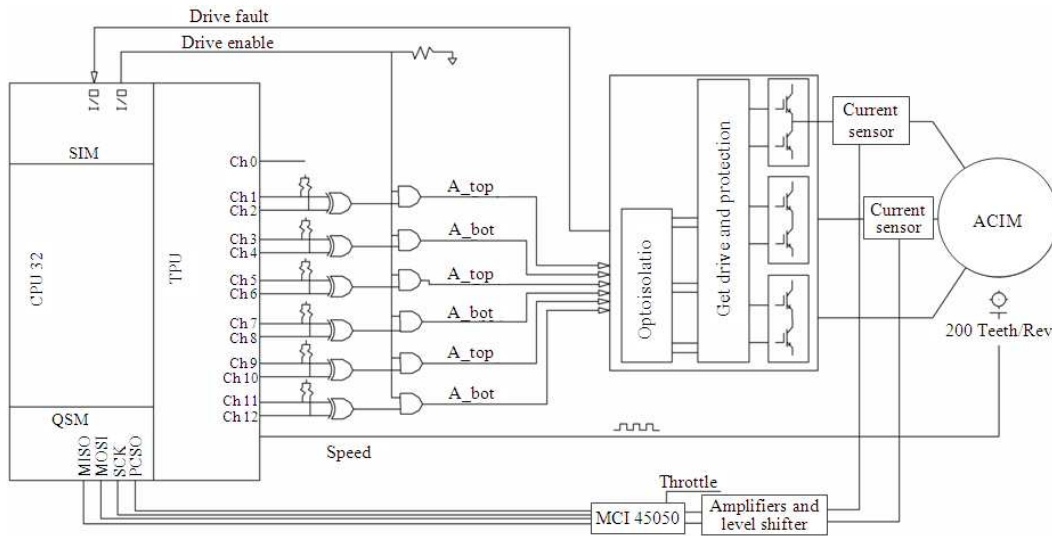 Drive fault
Drive enable
I/O
I/O
SIM
CPU 32
TPU
QSM
MISO
MOSI
SCK
PCSO
Ch 0
Ch 1
Ch 2
Ch 3
Ch 4
Ch 5
Ch 6
Ch 7
Ch 8
Ch 9
Ch 10
Ch 11
Ch 12
A_top
A_bot
A_top
A_bot
A_top
A_bot
Optoisolatio
Get drive and protection
Current
sensor
Current
sensor
ACIM
200 Teeth/Rev
Speed
Throttle
MCI 45050
Amplifiers and
level shifter